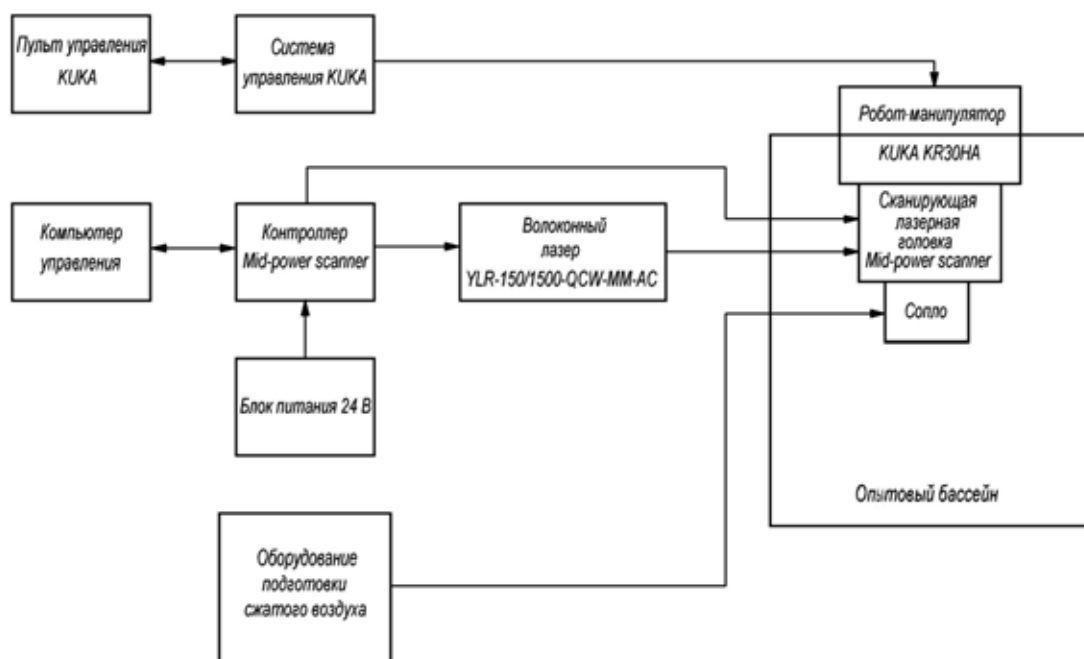 Пульт управления
KUKA
Система
управления KUKA
Робот-манипулятор
KUKA KR30HA
Компьютер
управления
Контроллер
Mid-power scanner
Волоконный
лазер
YLR-150/1500-QCW-MM-AC
Сканирующая
лазерная
головка
Mid-power scanner
Сопло
Блок питания 24 В
Опытовый бассейн
Оборудование
подготовки
сжатого воздуха